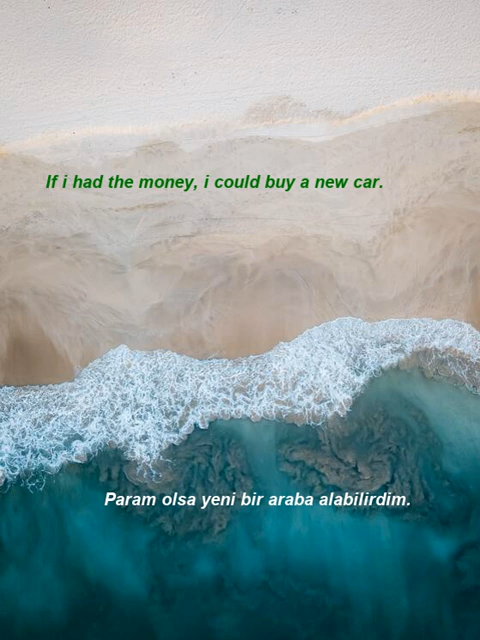 If i had the money, i could buy a new car.
Param olsa yeni bir araba alabilirdim.